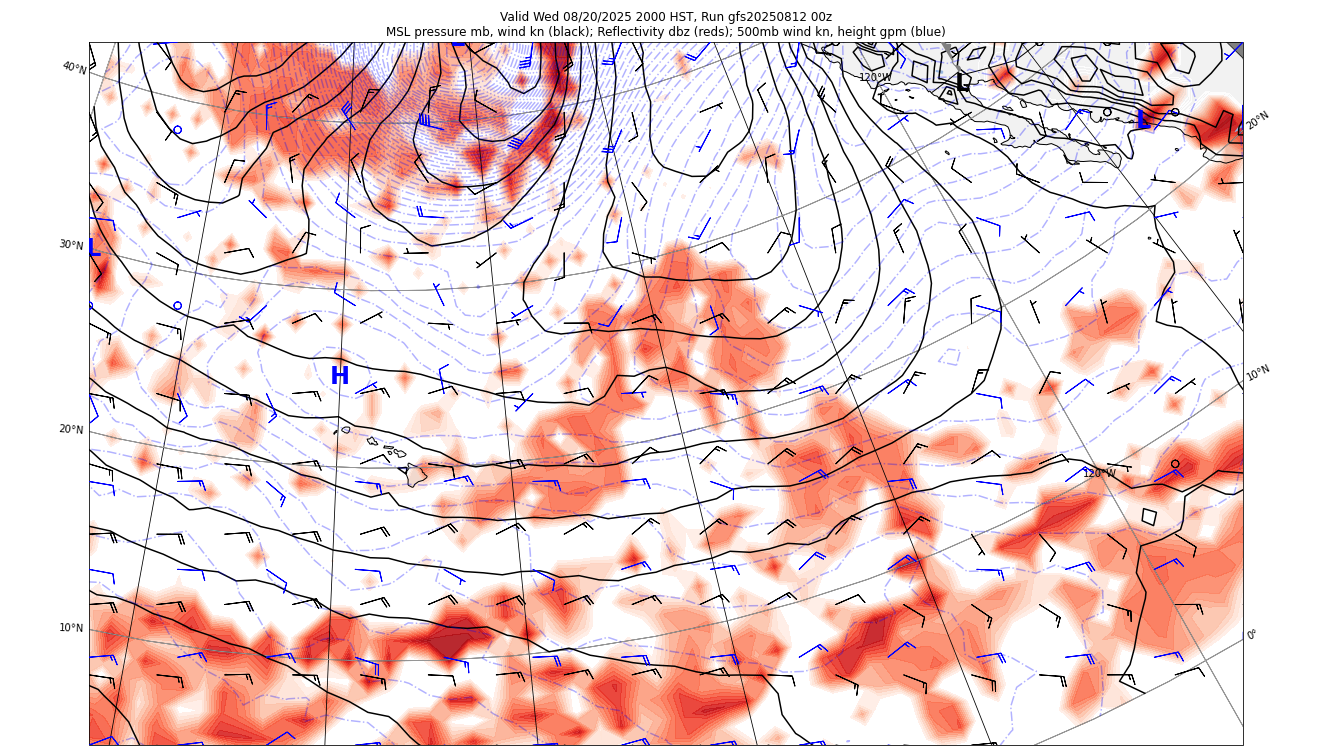 Valid Wed 08/20/2025 2000 HST, Run gfs20250812 00z
MSL pressure mb, wind kn (black); Reflectivity dbz (reds); 500mb wind kn, height gpm (blue)
40°N
120°W
L
L
20°N
30°N
L
H
10°N
20°N
120°W
10°N
0°